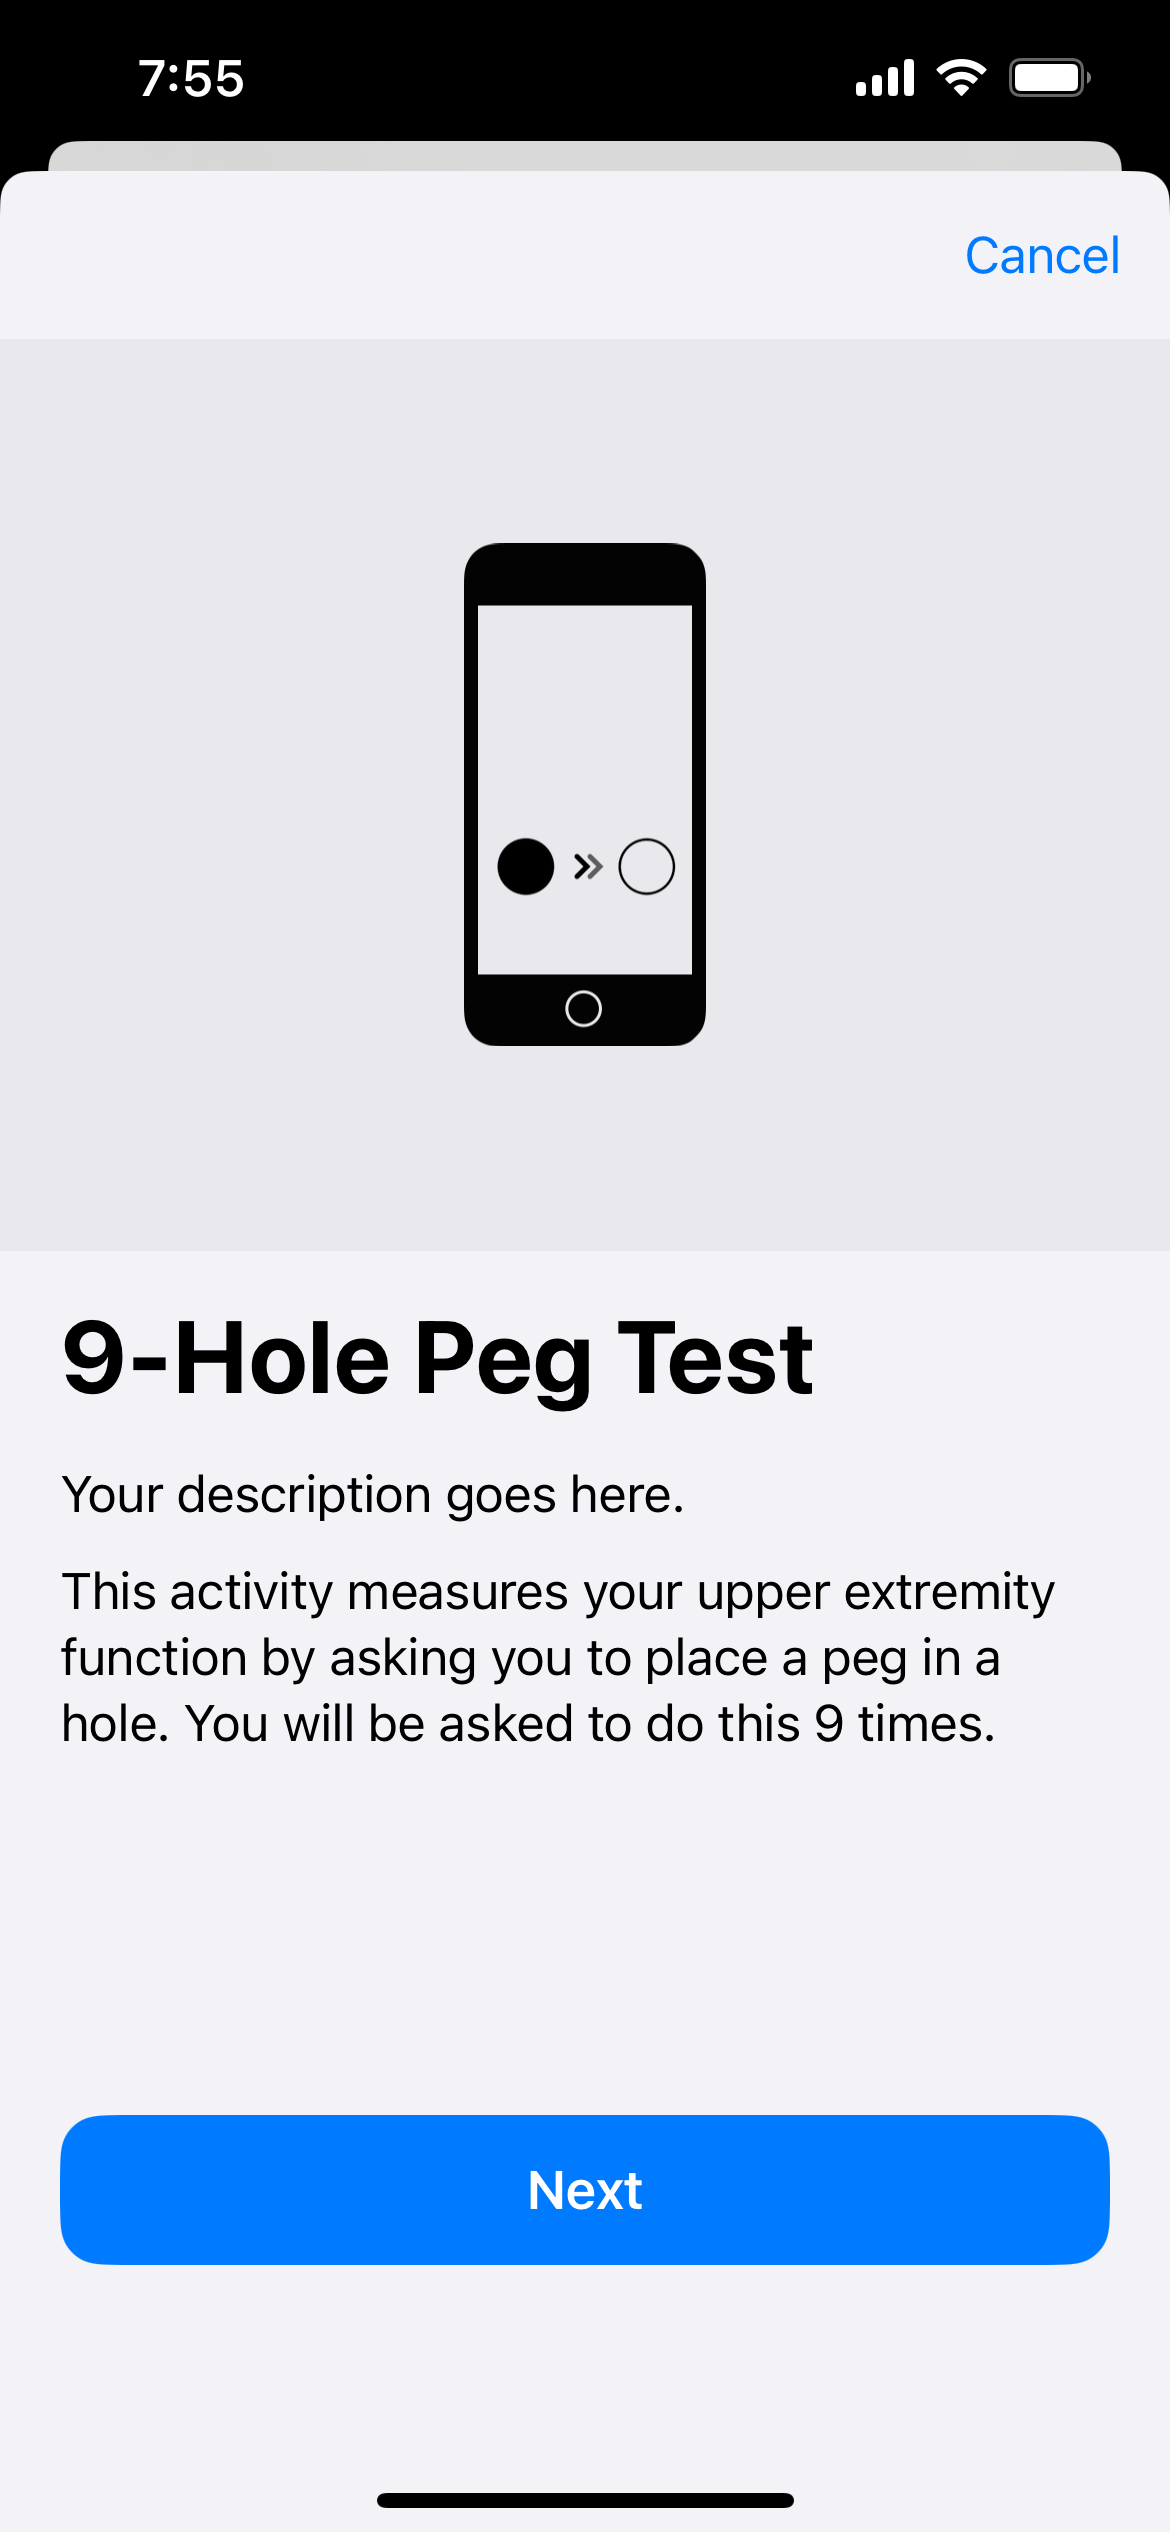 7:55
Cancel
9-Hole Peg Test
Your description goes here.
This activity measures your upper extremity
function by asking you to place a peg in a
hole. You will be asked to do this 9 times.
Next